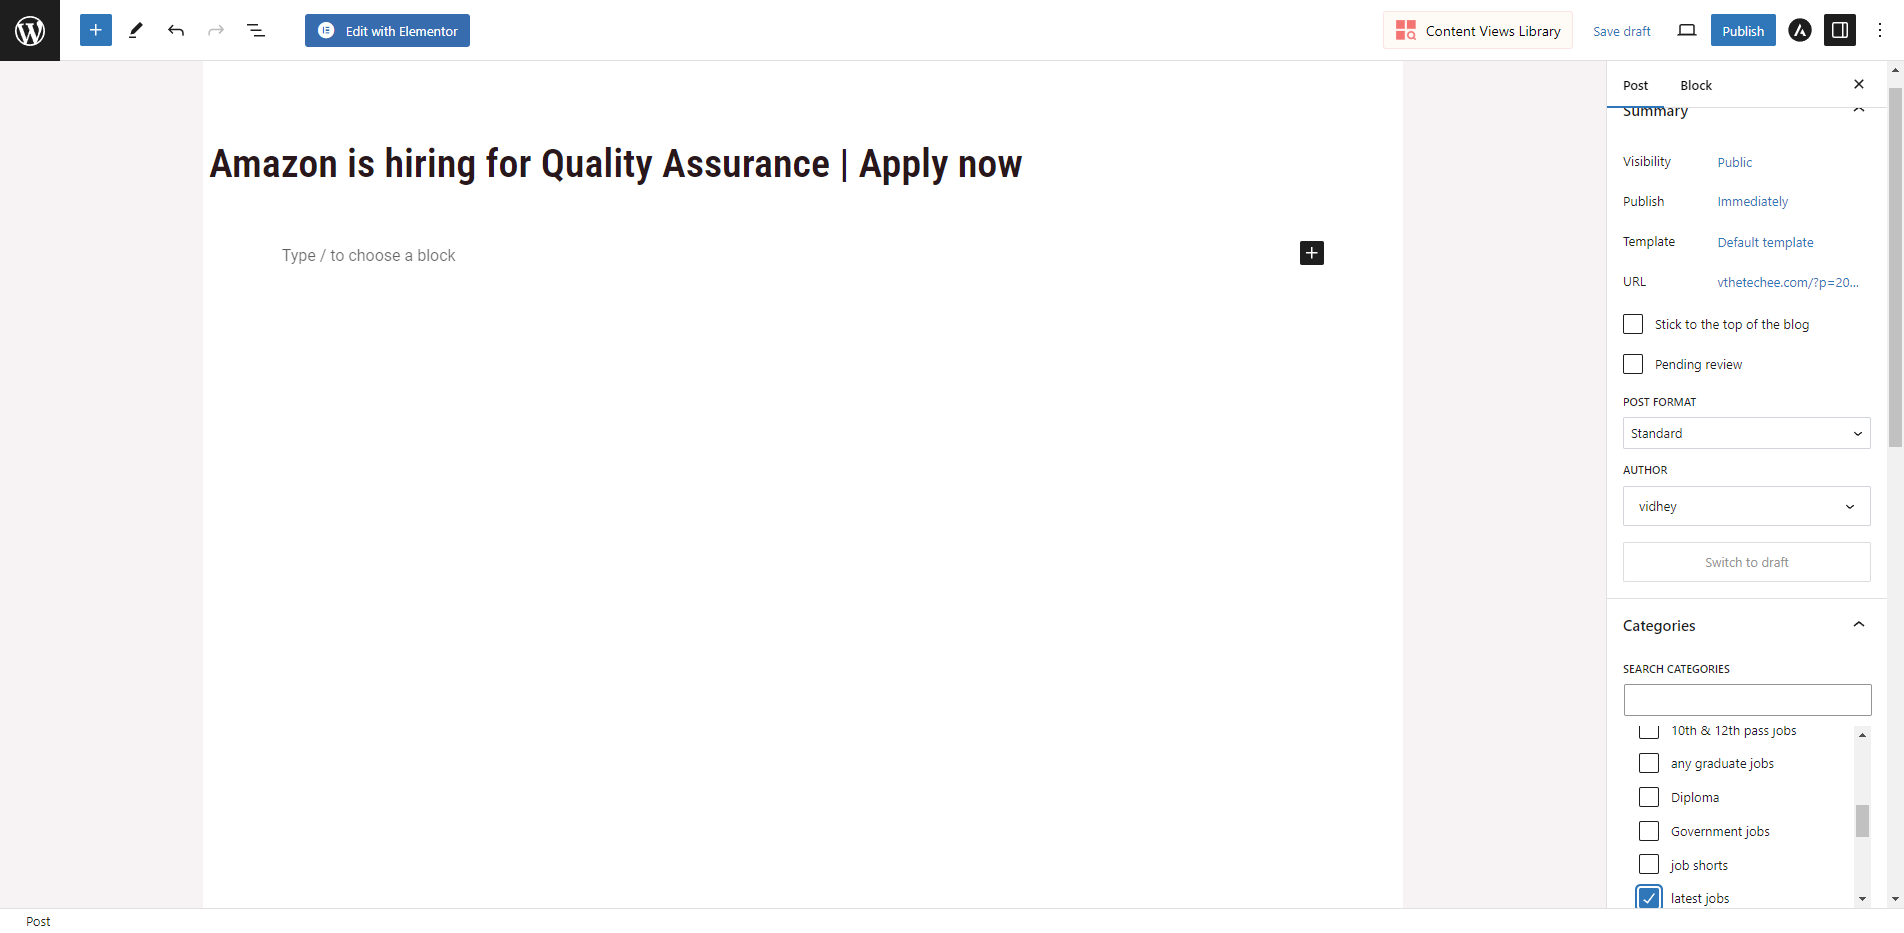 Edit with Elementor
Content Views Library
Save draft
Publish
Post
Block
Summary
Amazon is hiring for Quality Assurance | Apply now
Type / to choose a block
Visibility Public
Publish Immediately
Template Default template
URL vthetechee.com/?p=20...
Stick to the top of the blog
Pending review
POST FORMAT
Standard
AUTHOR
vidhey
Switch to draft
Categories
SEARCH CATEGORIES
10th & 12th pass jobs
any graduate jobs
Diploma
Government jobs
job shorts
latest jobs
Post